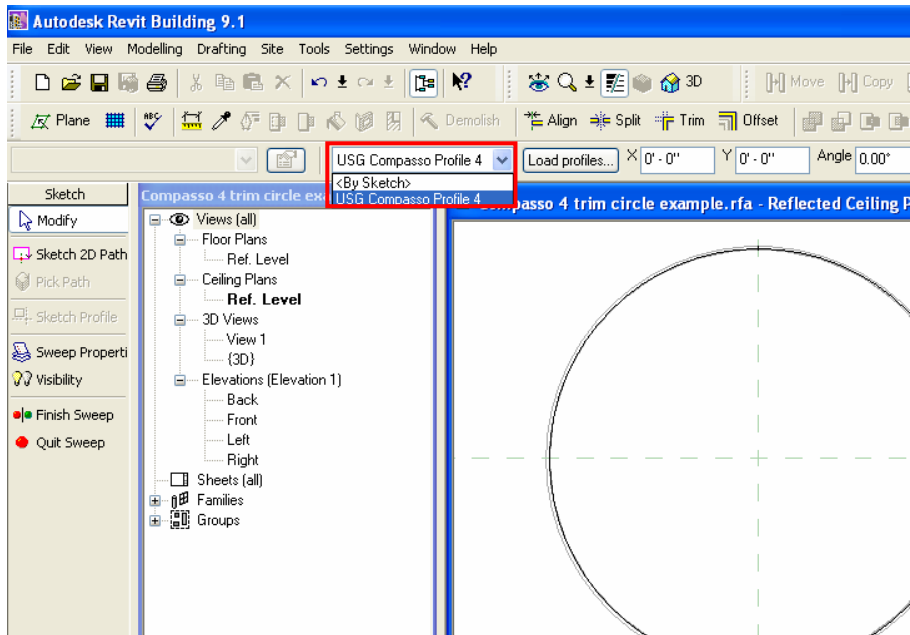 Autodesk Revit Building 9.1
File Edit View Modelling Drafting Site Tools Settings Window Help
3D Move Copy
Plane ABC Demolish Align Split Trim Offset
USG Compasso Profile 4 Load profiles... X 0' - 0" Y 0' - 0" Angle 0.00°
<By Sketch>
USG Compasso Profile 4
Sketch
Modify
Sketch 2D Path
Pick Path
Sketch Profile
Sweep Properti
Visibility
Finish Sweep
Quit Sweep
Compasso 4 trim circle exa
Views (all)
Floor Plans
Ref. Level
Ceiling Plans
Ref. Level
3D Views
View 1
{3D}
Elevations (Elevation 1)
Back
Front
Left
Right
Sheets (all)
Families
Groups
Compasso 4 trim circle example.rfa - Reflected Ceiling P